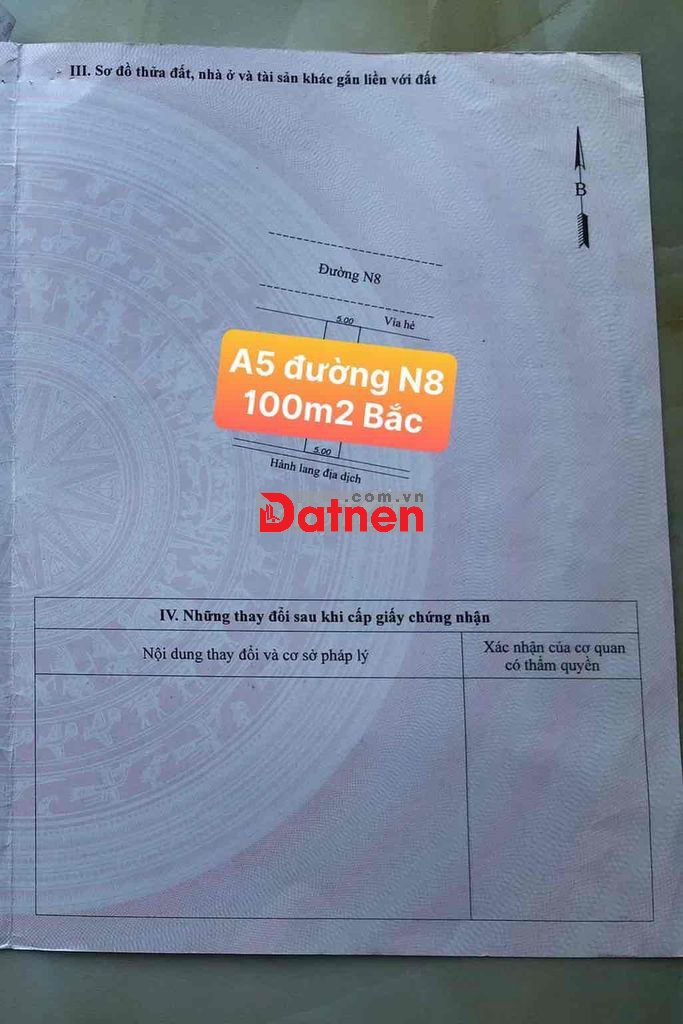 III. Sơ đồ thửa đất, nhà ở và tài sản khác gắn liền với đất
B
Đường N8
5.00
Vỉa hè
A5 đường N8
100m2 Bắc
5.00
Hành lang địa dịch
.com.vn
Datnen
IV. Những thay đổi sau khi cấp giấy chứng nhận
Nội dung thay đổi và cơ sở pháp lý
Xác nhận của cơ quan
có thẩm quyền